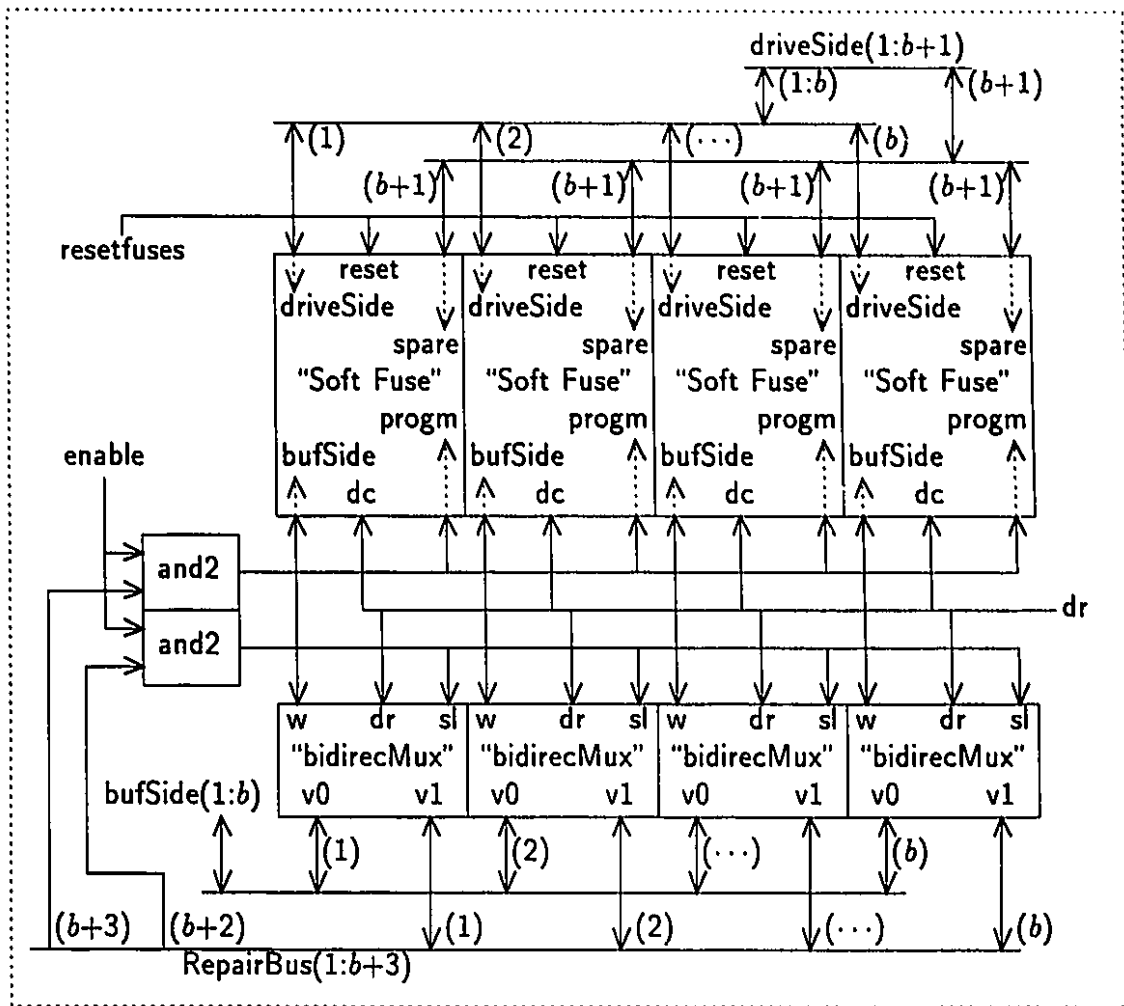 driveSide(1:b+1)
(1:b) (b+1)
(1) (2) (···) (b)
(b+1) (b+1) (b+1) (b+1)
resetfuses
reset reset reset reset
driveSide driveSide driveSide driveSide
spare spare spare spare
"Soft Fuse" "Soft Fuse" "Soft Fuse" "Soft Fuse"
progm progm progm progm
enable
bufSide bufSide bufSide bufSide
dc dc dc dc
and2
dr
and2
w dr sl w dr sl w dr sl w dr sl
"bidirecMux" "bidirecMux" "bidirecMux" "bidirecMux"
bufSide(1:b)
v0 v1 v0 v1 v0 v1 v0 v1
(1) (2) (···) (b)
(b+3) (b+2) (1) (2) (···) (b)
RepairBus(1:b+3)